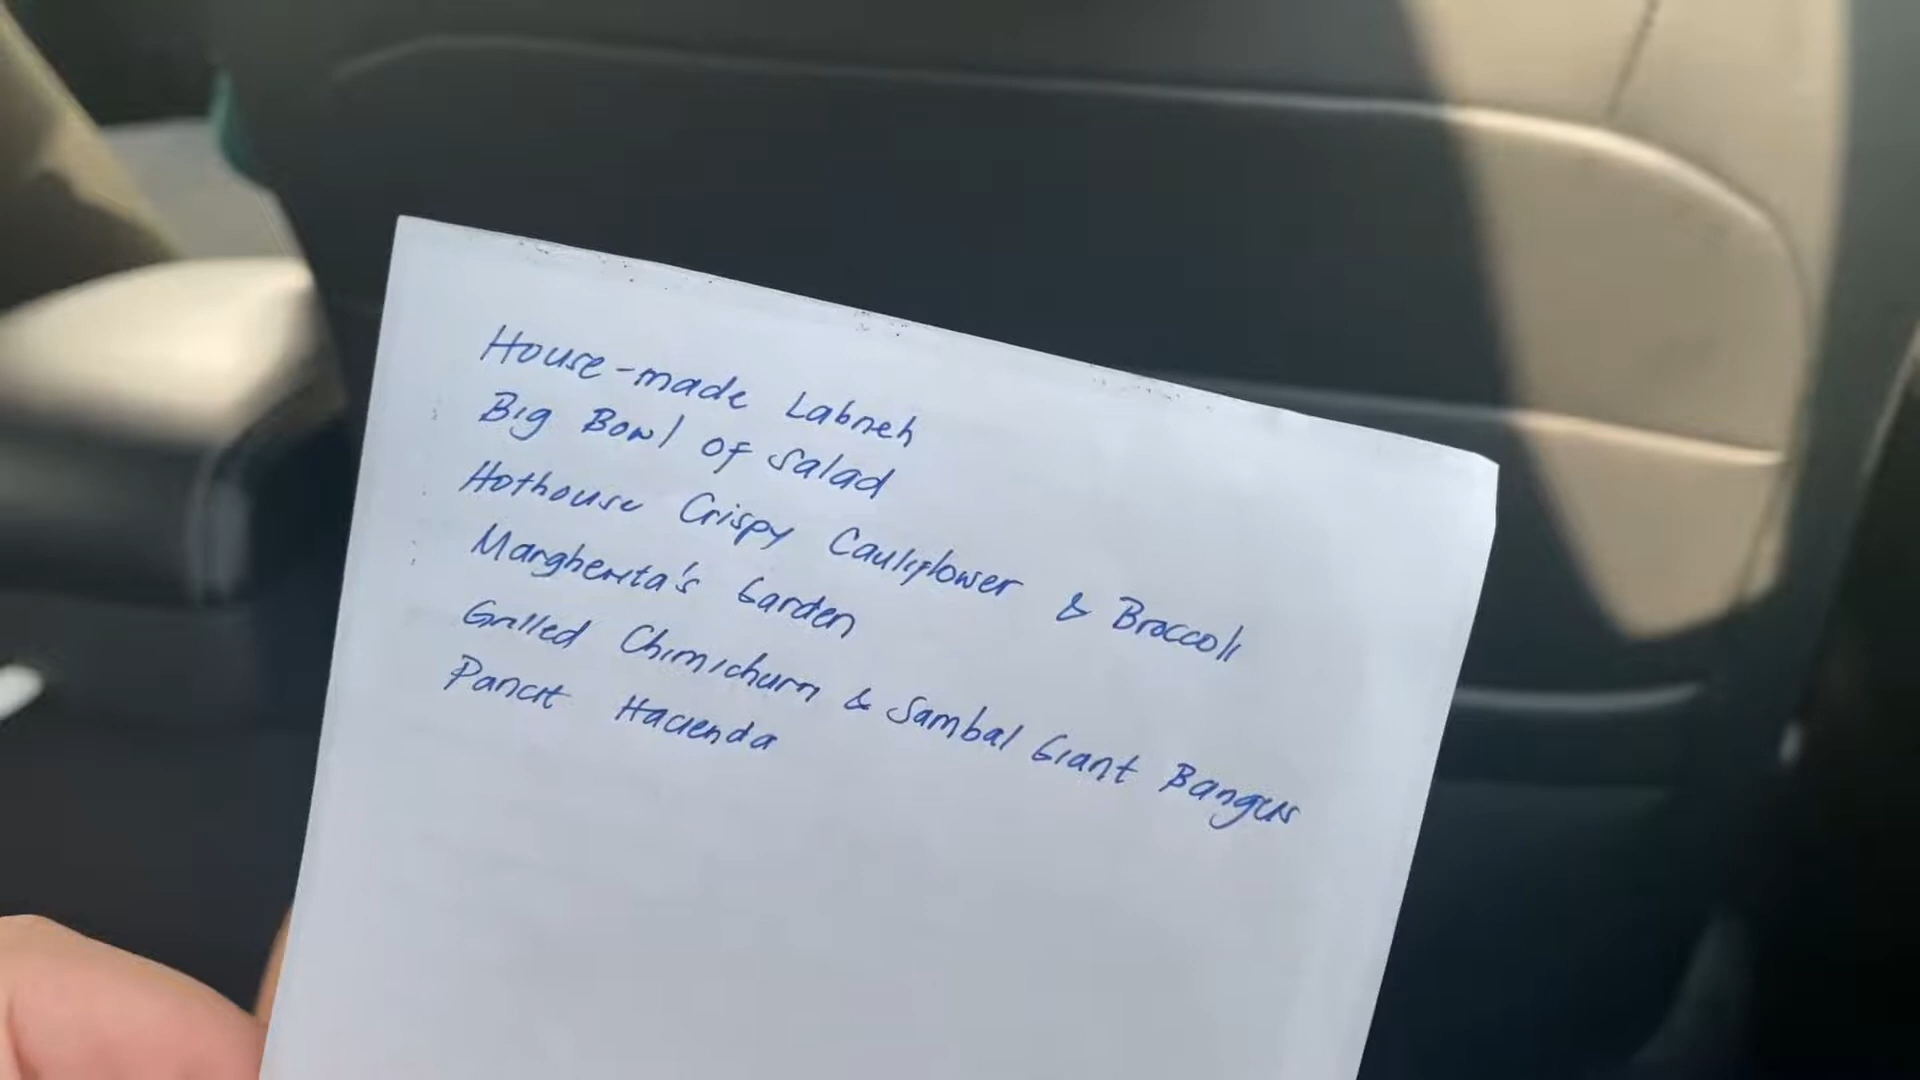 House-made Labneh
Big Bowl of Salad
Hothouse Crispy Cauliflower & Broccoli
Margherita's Garden
Grilled Chimichurri & Sambal Giant Bangus
Pancit Hacienda